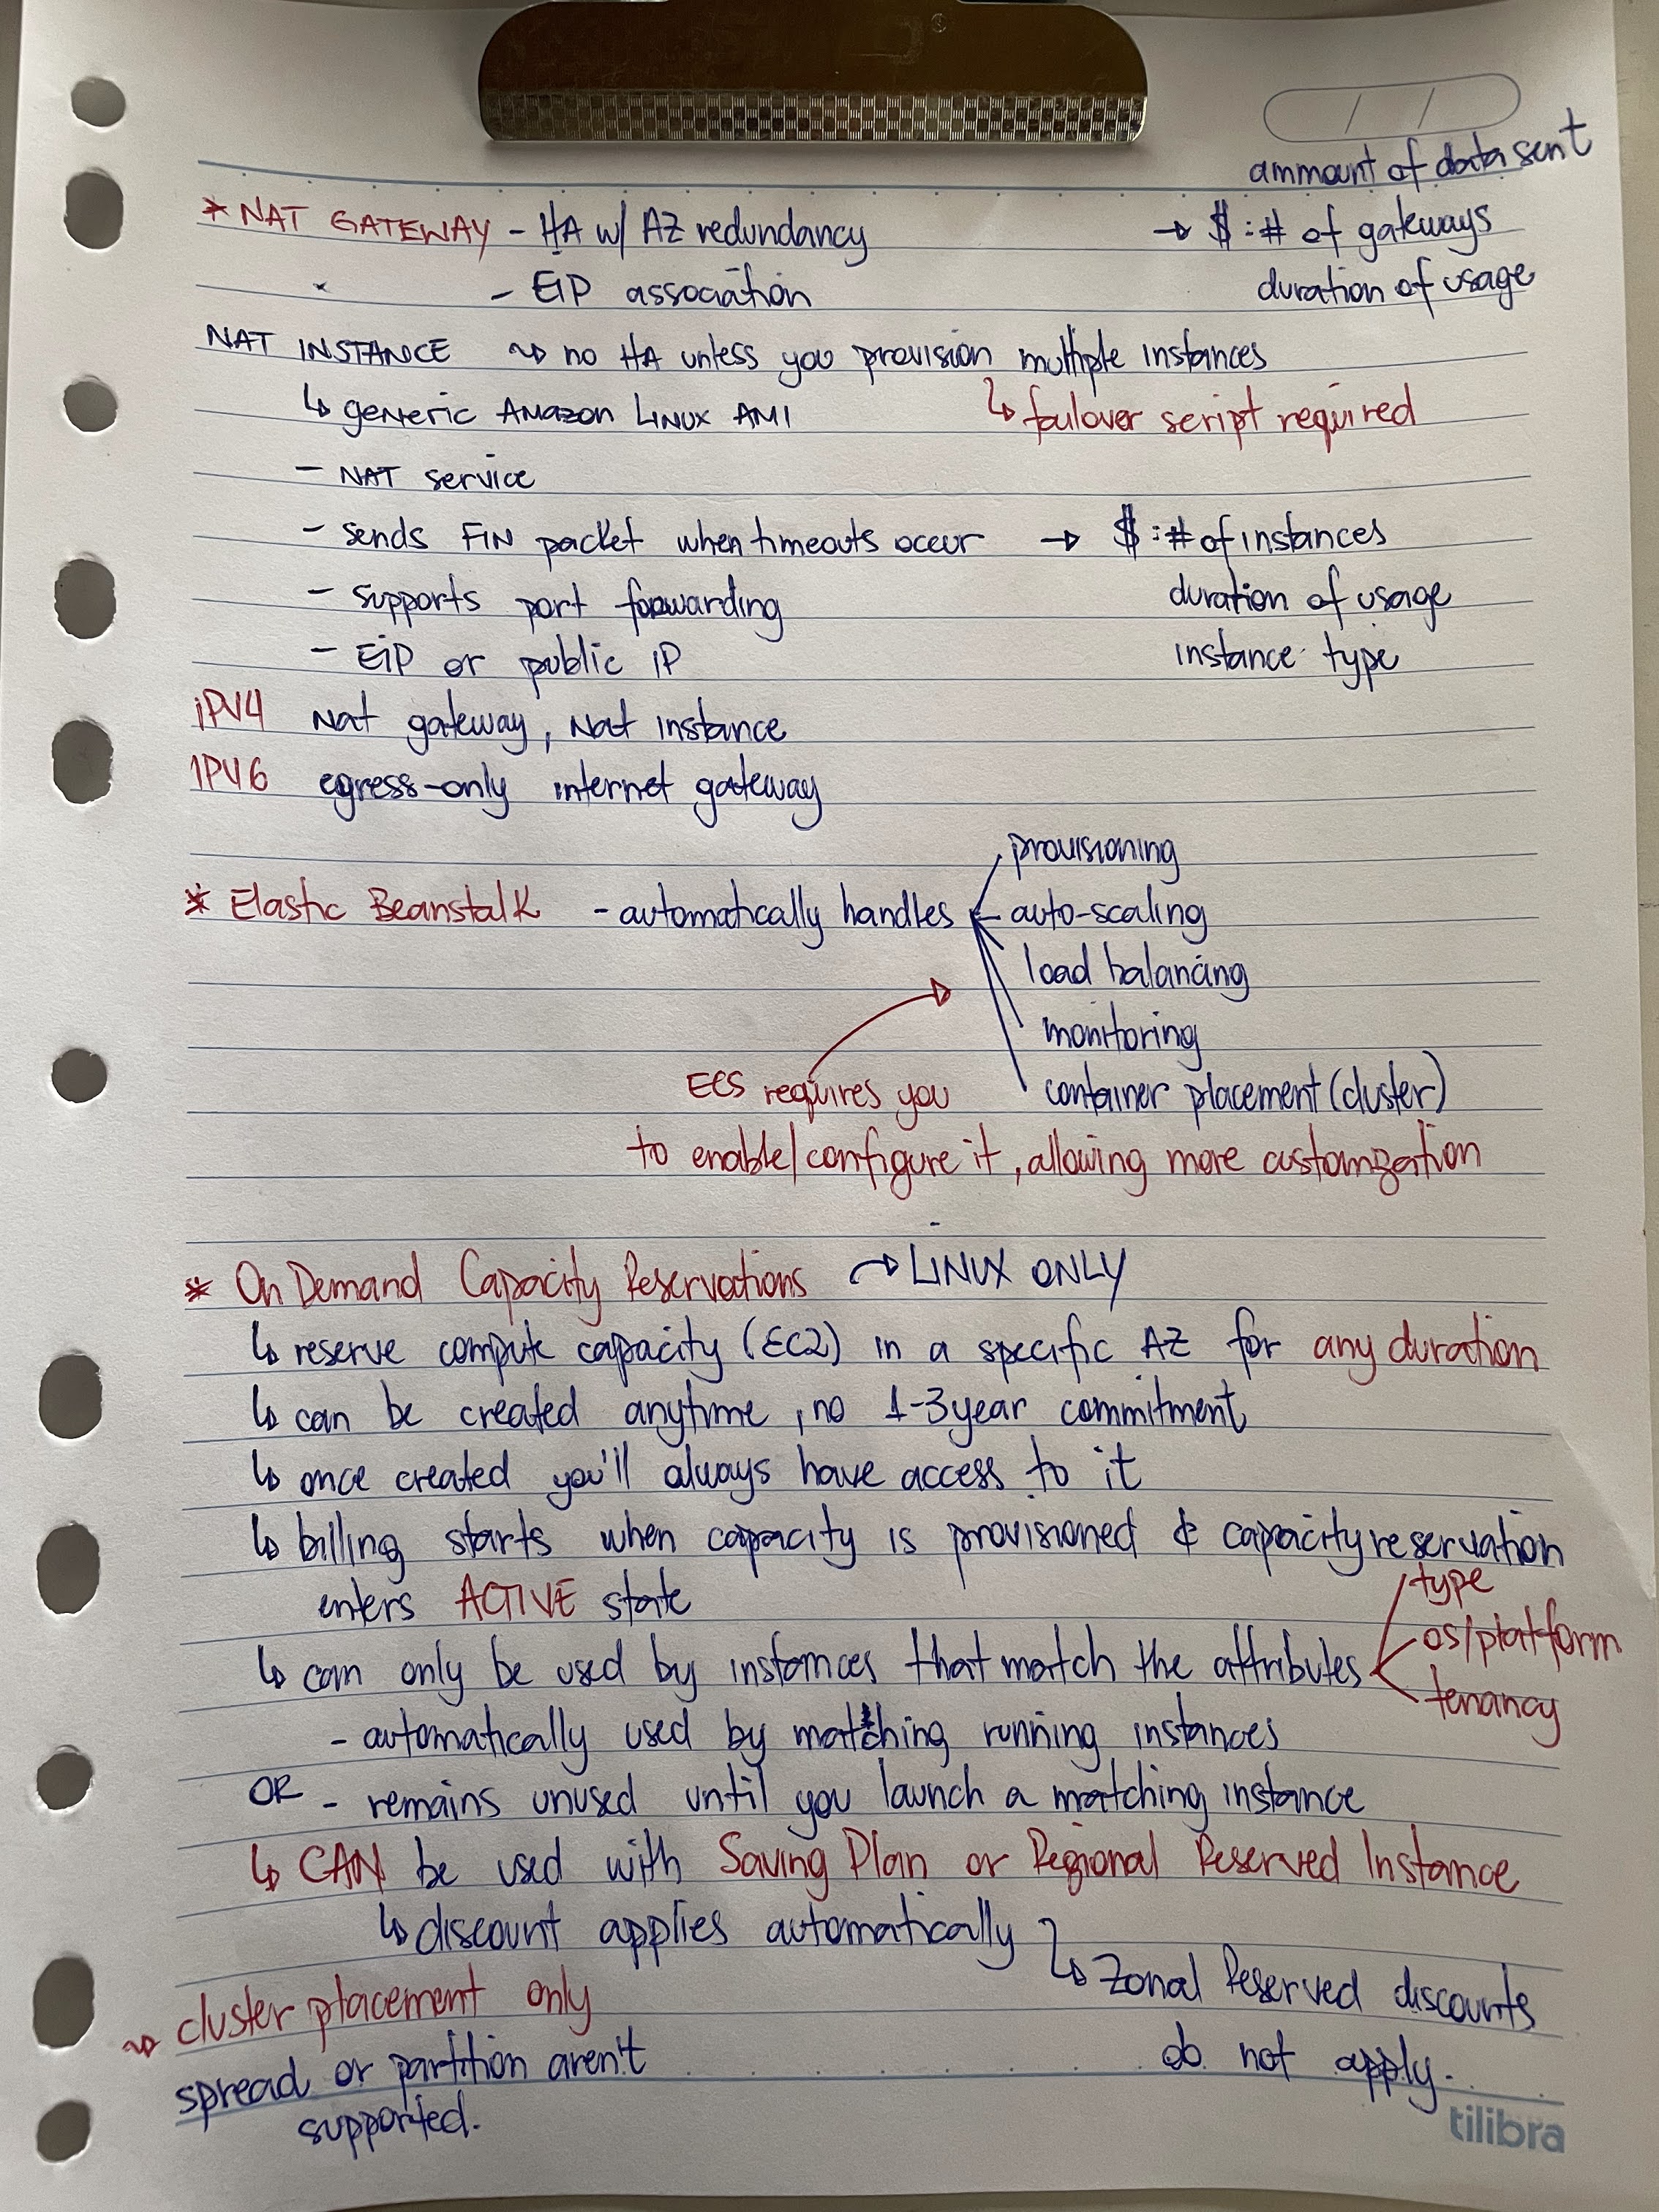 ammount of data sent
* NAT GATEWAY - HA w/ AZ redundancy → $ : # of gateways
- EIP association duration of usage
NAT INSTANCE ~> no HA unless you provision multiple instances
↳ generic Amazon Linux AMI ↳ failover script required
- NAT service
- sends FIN packet when timeouts occur → $ : # of instances
- supports port forwarding duration of usage
- EIP or public IP instance type
iPV4 Nat gateway, Nat instance
IPV6 egress-only internet gateway
provisioning
* Elastic Beanstalk - automatically handles auto-scaling
load balancing
monitoring
ECS requires you container placement (cluster)
to enable/configure it, allowing more customization
* On Demand Capacity Reservations → LINUX ONLY
↳ reserve compute capacity (EC2) in a specific AZ for any duration
↳ can be created anytime, no 1-3 year commitment
↳ once created you'll always have access to it
↳ billing starts when capacity is provisioned & capacity reservation
enters ACTIVE state
type
↳ can only be used by instances that match the attributes os/platform
tenancy
- automatically used by matching running instances
OR - remains unused until you launch a matching instance
↳ CAN be used with Saving Plan or Regional Reserved Instance
↳ discount applies automatically
↳ Zonal Reserved discounts
do not apply.
~> cluster placement only
spread or partition aren't
supported.
tilibra